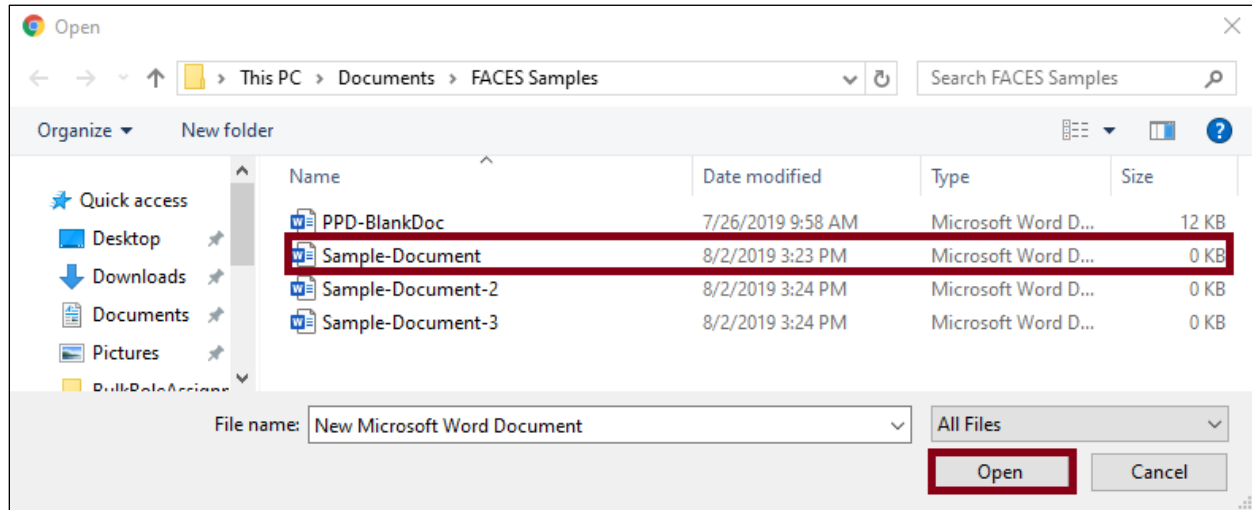 Open
This PC > Documents > FACES Samples
Search FACES Samples
Organize
New folder
Name
Date modified
Type
Size
Quick access
Desktop
Downloads
Documents
Pictures
PPD-BlankDoc 7/26/2019 9:58 AM Microsoft Word D... 12 KB
Sample-Document 8/2/2019 3:23 PM Microsoft Word D... 0 KB
Sample-Document-2 8/2/2019 3:24 PM Microsoft Word D... 0 KB
Sample-Document-3 8/2/2019 3:24 PM Microsoft Word D... 0 KB
File name: New Microsoft Word Document
All Files
Open
Cancel